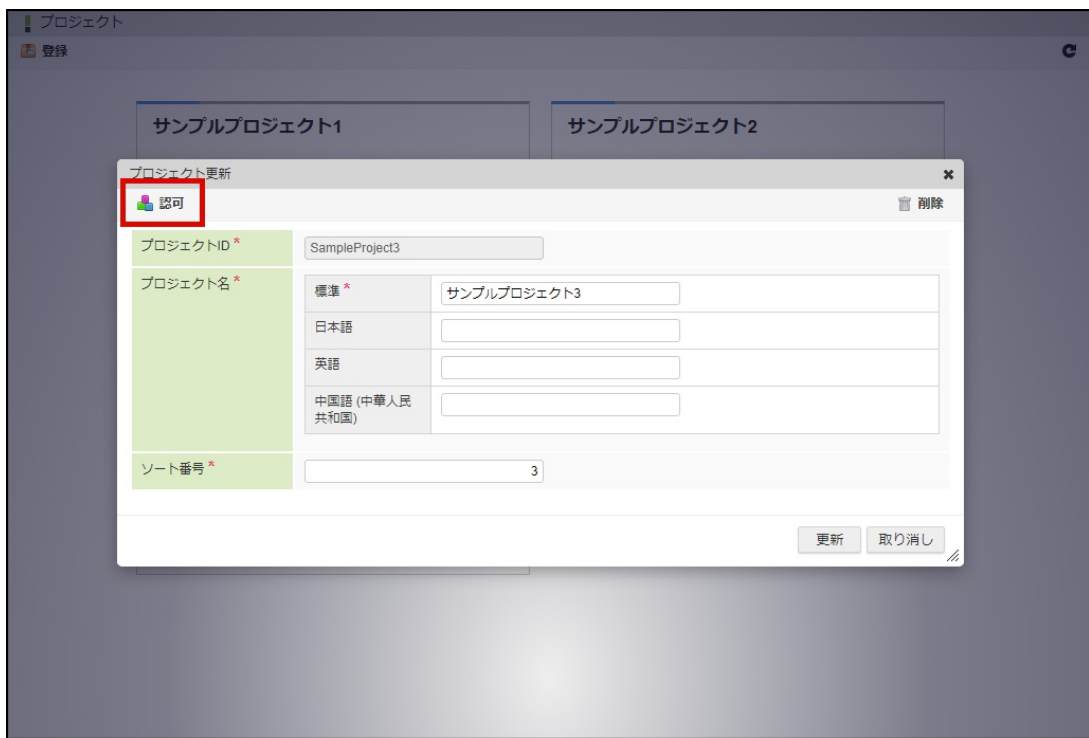 プロジェクト
登録
サンプルプロジェクト1
サンプルプロジェクト2
プロジェクト更新
認可
削除
プロジェクトID *
SampleProject3
プロジェクト名 *
標準 *
サンプルプロジェクト3
日本語
英語
中国語 (中華人民
共和国)
ソート番号 *
3
更新
取り消し